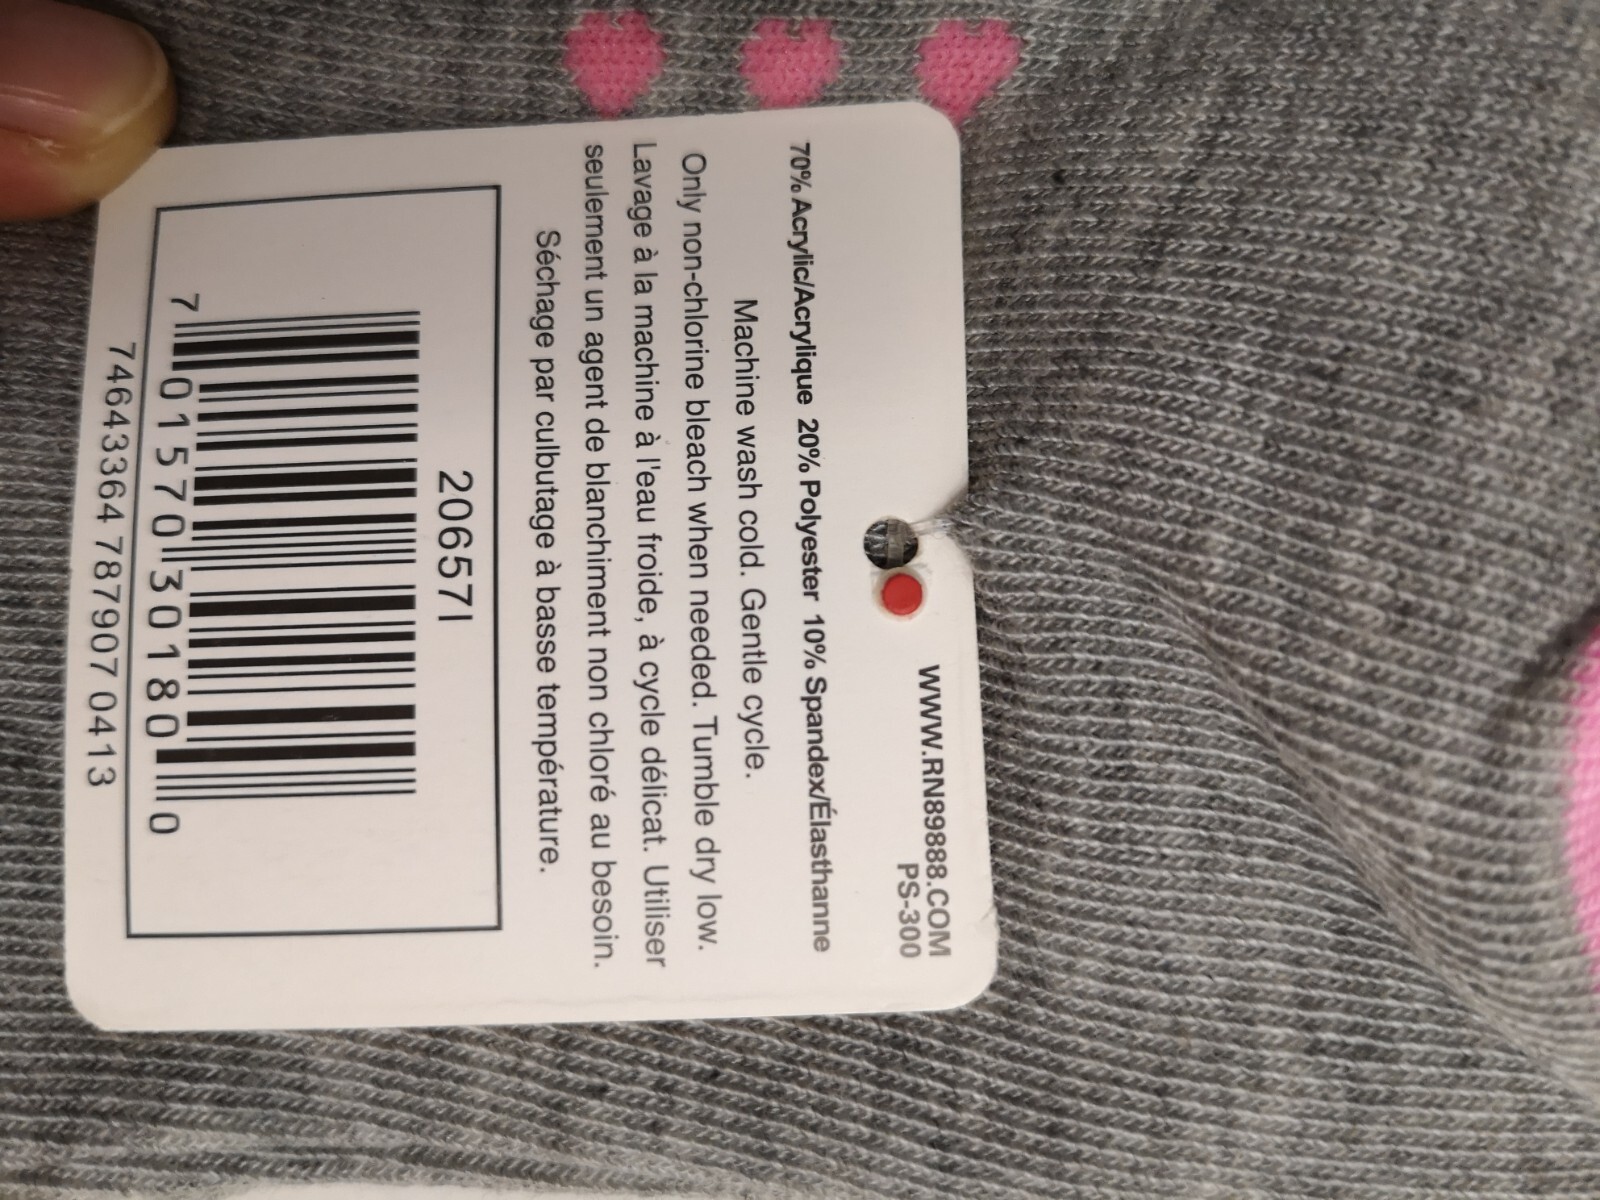 WWW.RN89888.COM
PS-300
70% Acrylic/Acrylique 20% Polyester 10% Spandex/Élasthanne
Machine wash cold. Gentle cycle.
Only non-chlorine bleach when needed. Tumble dry low.
Lavage à la machine à l'eau froide, à cycle délicat. Utiliser
seulement un agent de blanchiment non chloré au besoin.
Séchage par culbutage à basse température.
20657I
7 01570 30180 0
74643364 787907 0413